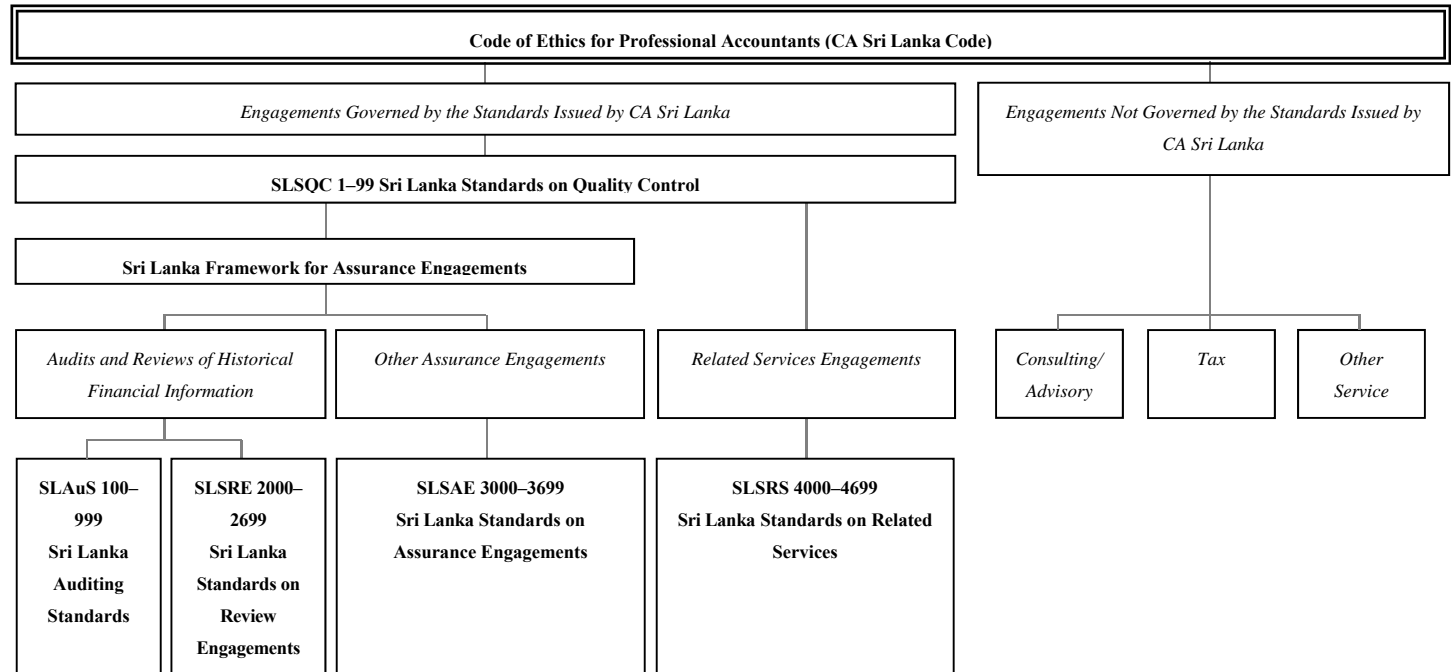 Code of Ethics for Professional Accountants (CA Sri Lanka Code)
Engagements Governed by the Standards Issued by CA Sri Lanka
Engagements Not Governed by the Standards Issued by
CA Sri Lanka
SLSQC 1–99 Sri Lanka Standards on Quality Control
Sri Lanka Framework for Assurance Engagements
Audits and Reviews of Historical
Financial Information
Other Assurance Engagements
Related Services Engagements
Consulting/
Advisory
Tax
Other
Service
SLAuS 100–
999
Sri Lanka
Auditing
Standards
SLSRE 2000–
2699
Sri Lanka
Standards on
Review
Engagements
SLSAE 3000–3699
Sri Lanka Standards on
Assurance Engagements
SLSRS 4000–4699
Sri Lanka Standards on Related
Services